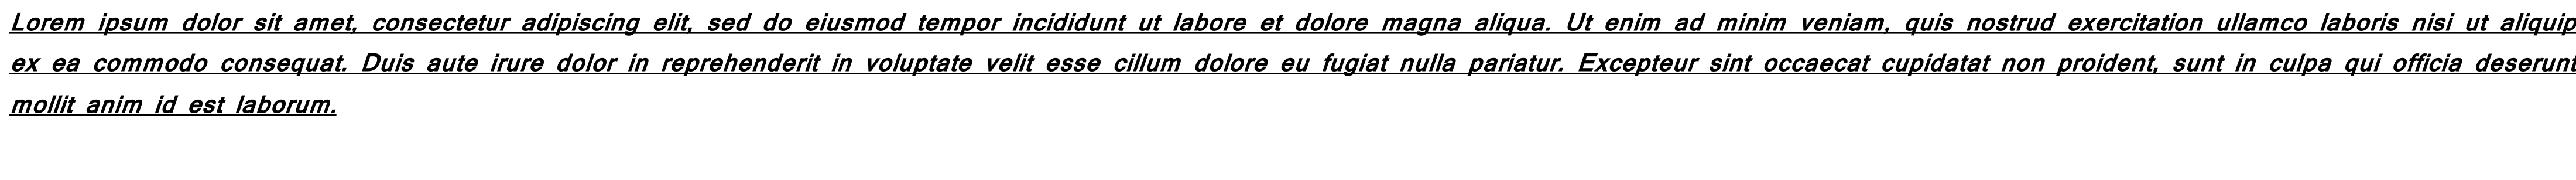 Lorem ipsum dolor sit amet, consectetur adipiscing elit, sed do eiusmod tempor incididunt ut labore et dolore magna aliqua. Ut enim ad minim veniam, quis nostrud exercitation ullamco laboris nisi ut aliquip
ex ea commodo consequat. Duis aute irure dolor in reprehenderit in voluptate velit esse cillum dolore eu fugiat nulla pariatur. Excepteur sint occaecat cupidatat non proident, sunt in culpa qui officia deserunt
mollit anim id est laborum.